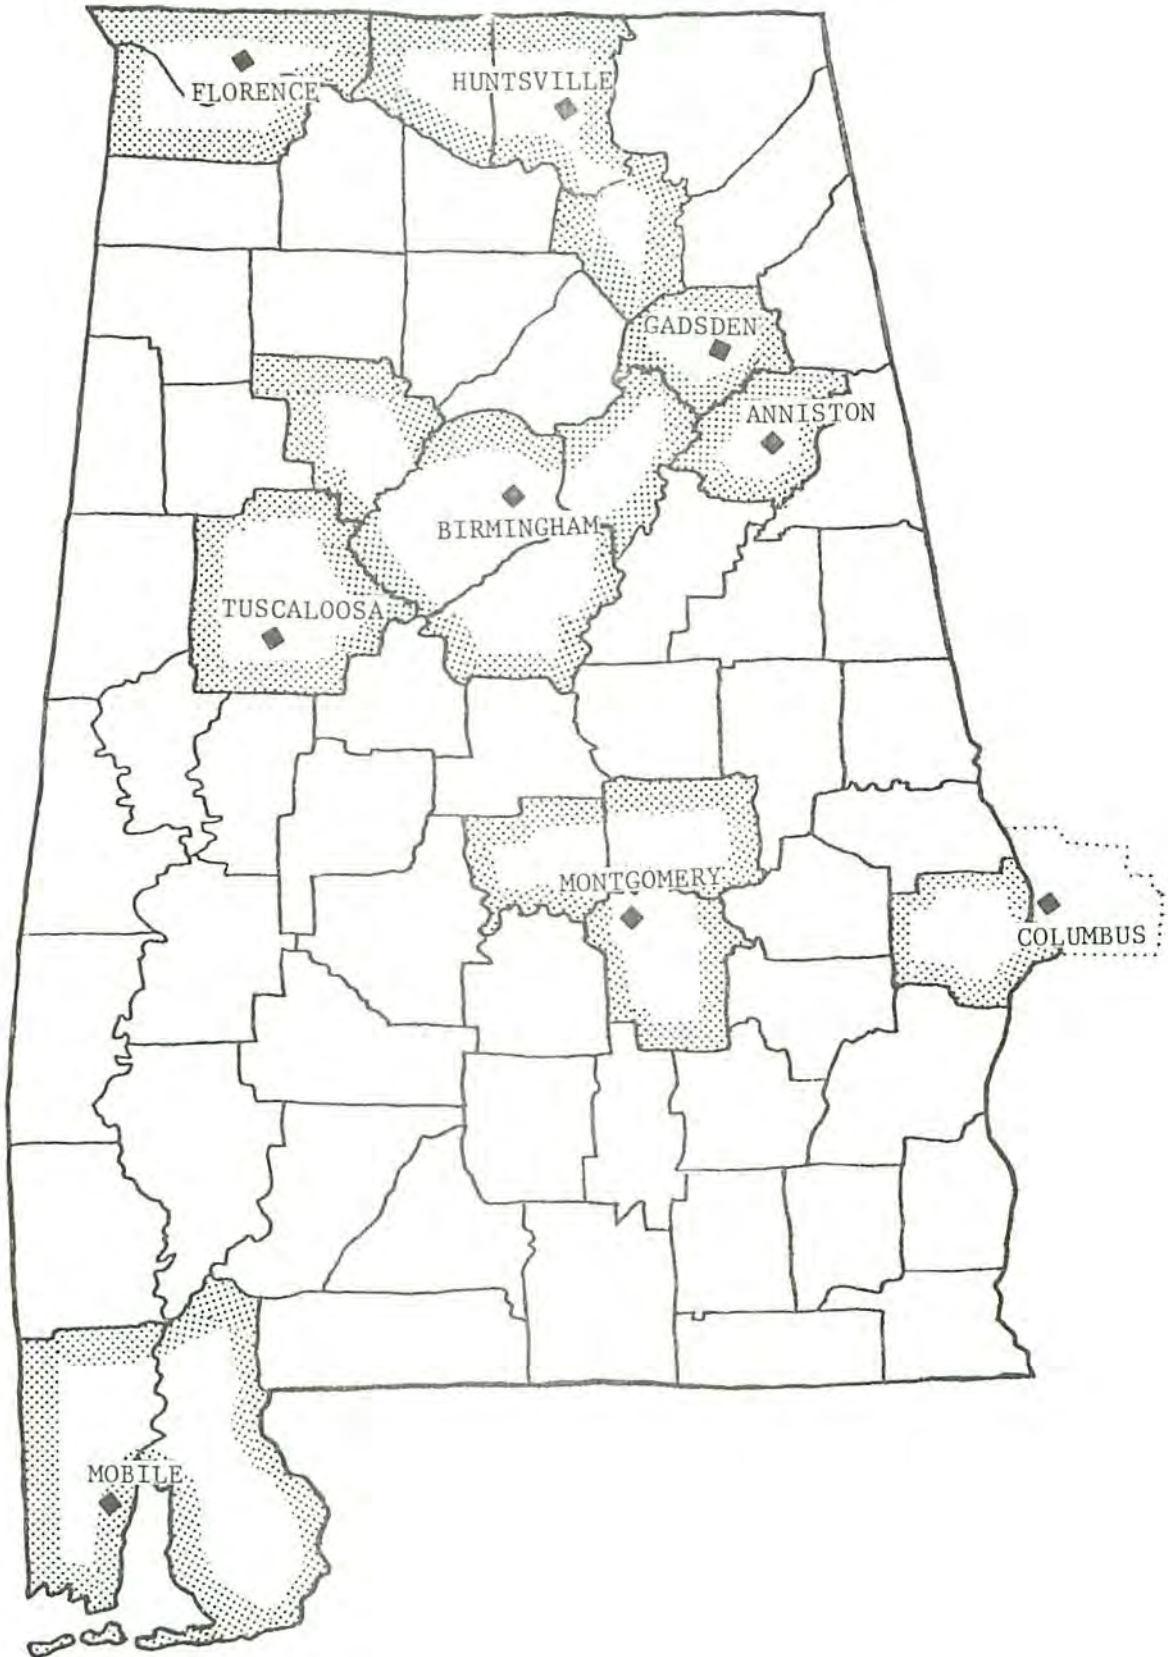 FLORENCE
HUNTSVILLE
GADSDEN
ANNISTON
BIRMINGHAM
TUSCALOOSA
MONTGOMERY
COLUMBUS
MOBILE